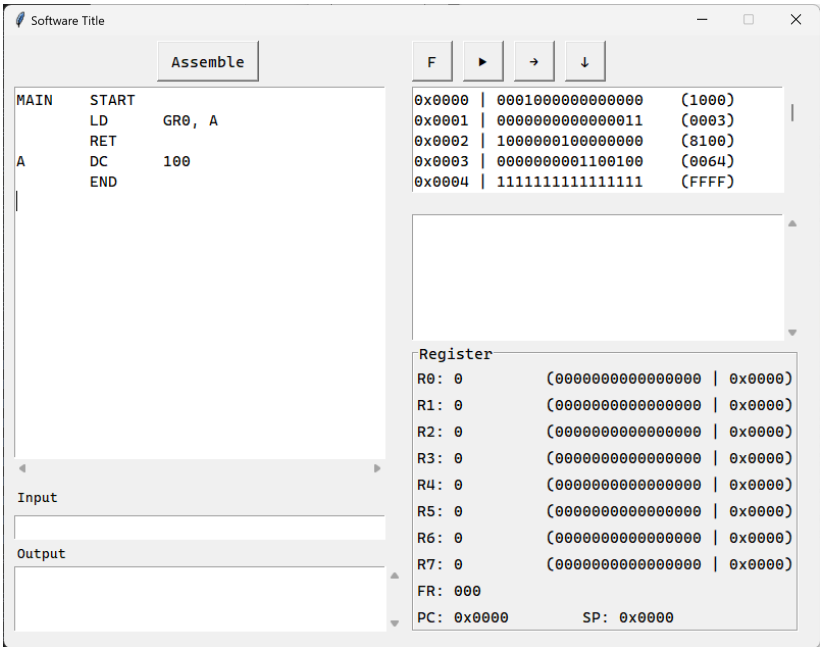 Software Title
Assemble
F ▶ → ↓
MAIN    START
        LD      GR0, A
        RET
A       DC      100
        END
Input
Output
0x0000 | 0001000000000000    (1000)
0x0001 | 0000000000000011    (0003)
0x0002 | 1000000100000000    (8100)
0x0003 | 0000000001100100    (0064)
0x0004 | 1111111111111111    (FFFF)
Register
R0: 0         (0000000000000000 | 0x0000)
R1: 0         (0000000000000000 | 0x0000)
R2: 0         (0000000000000000 | 0x0000)
R3: 0         (0000000000000000 | 0x0000)
R4: 0         (0000000000000000 | 0x0000)
R5: 0         (0000000000000000 | 0x0000)
R6: 0         (0000000000000000 | 0x0000)
R7: 0         (0000000000000000 | 0x0000)
FR: 000
PC: 0x0000        SP: 0x0000